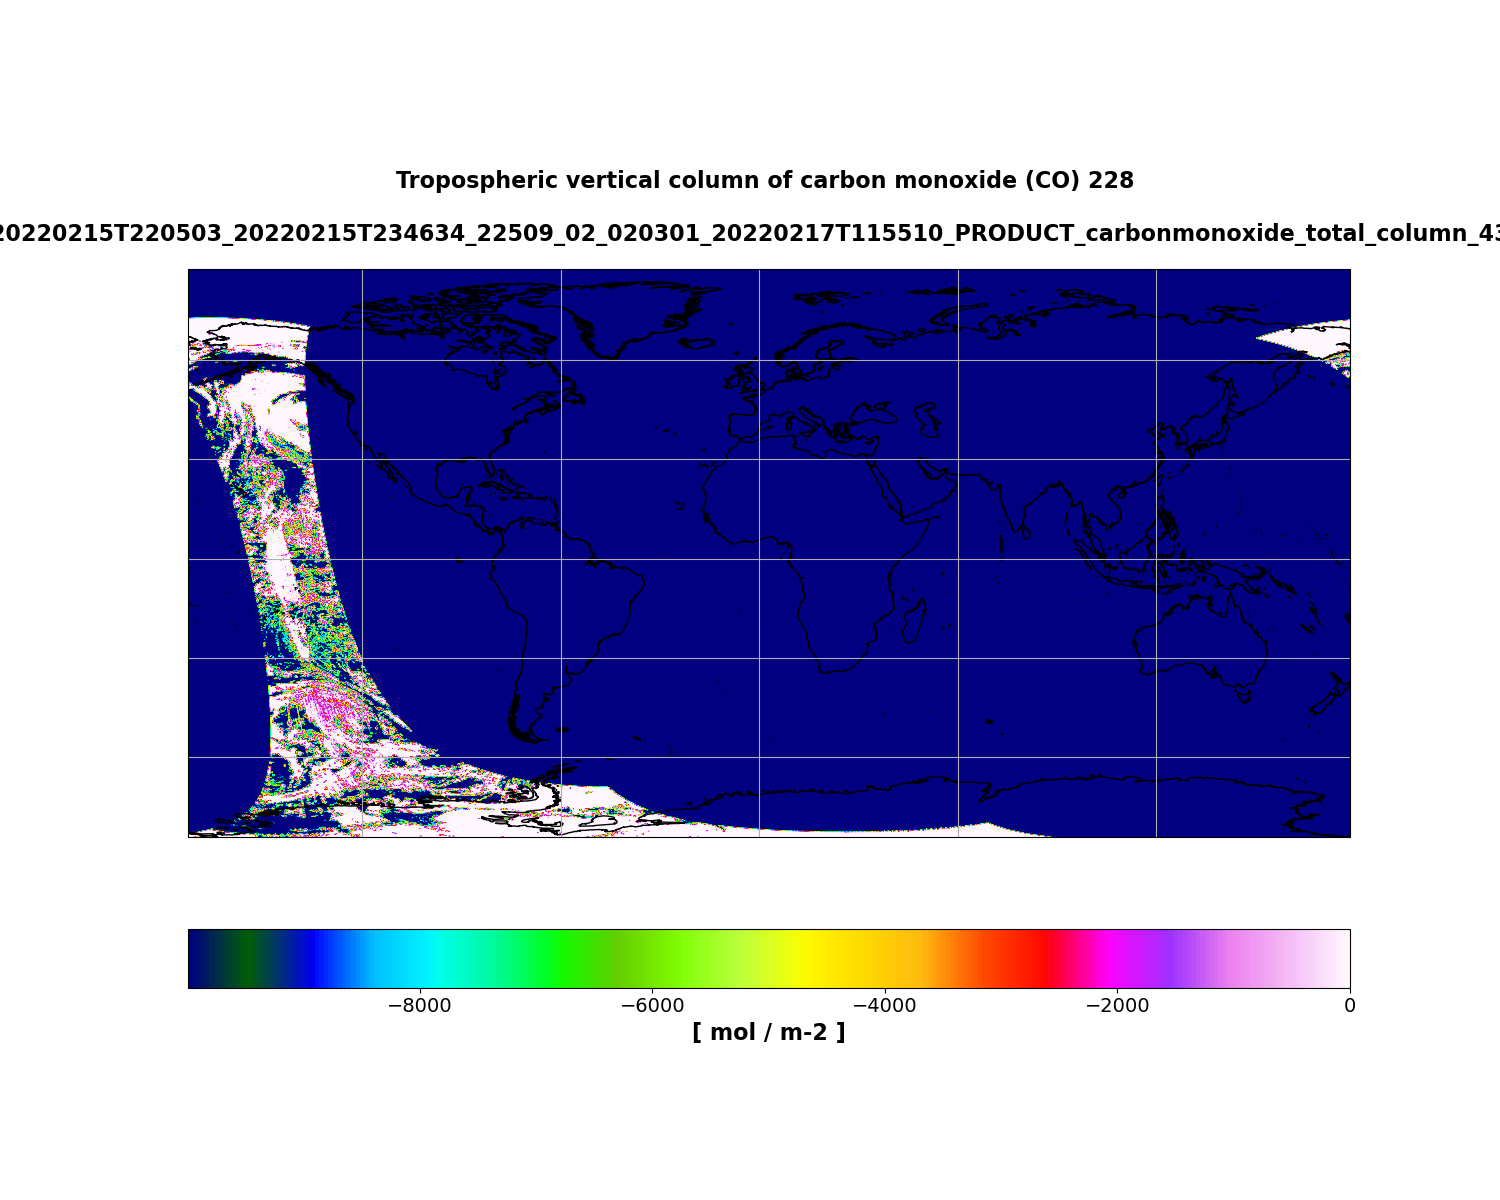 Tropospheric vertical column of carbon monoxide (CO) 228
20220215T220503_20220215T234634_22509_02_020301_20220217T115510_PRODUCT_carbonmonoxide_total_column_43
−8000 −6000 −4000 −2000 0
[ mol / m-2 ]